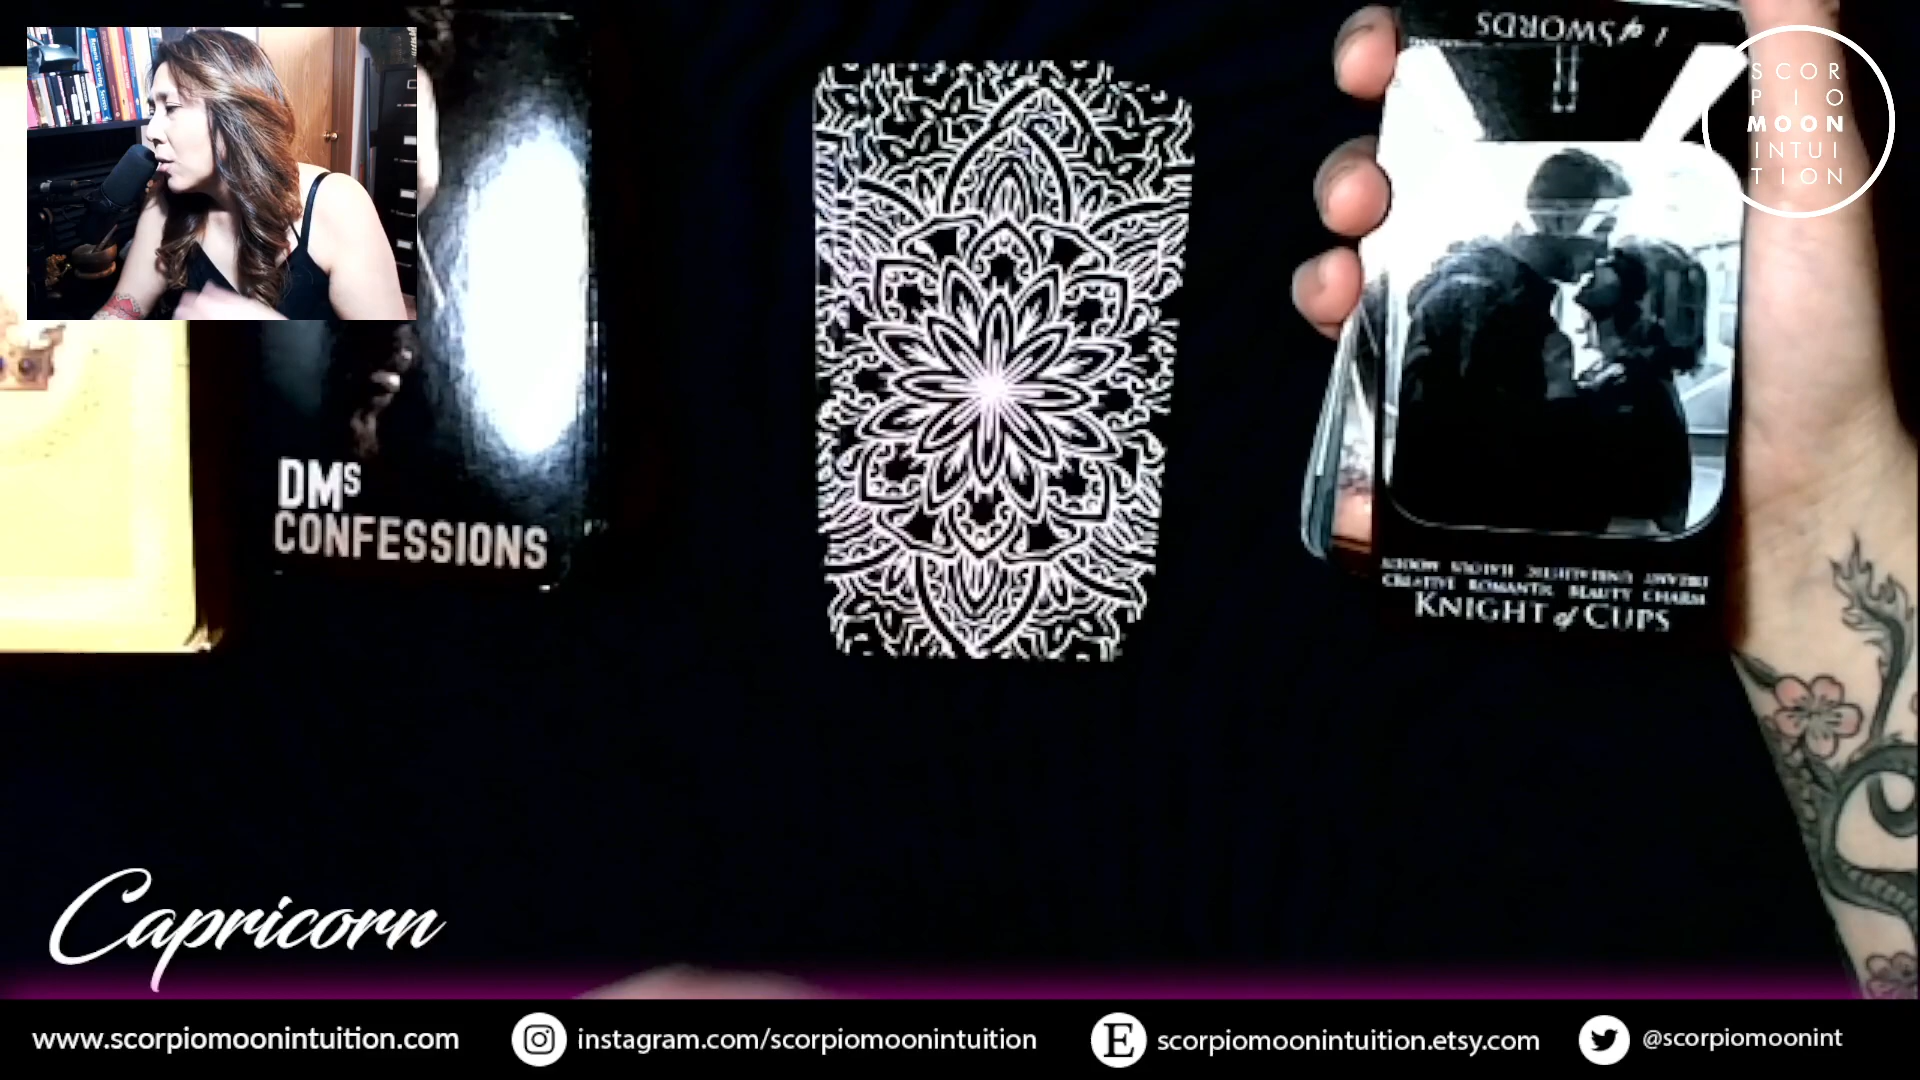 SWORDS
SCOR
PIO
MOON
INTUI
TION
DMs
CONFESSIONS
CREATIVE ROMANTIC BEAUTY CHARM
KNIGHT of CUPS
Capricorn
www.scorpiomoonintuition.com
instagram.com/scorpiomoonintuition
E
scorpiomoonintuition.etsy.com
@scorpiomoonint